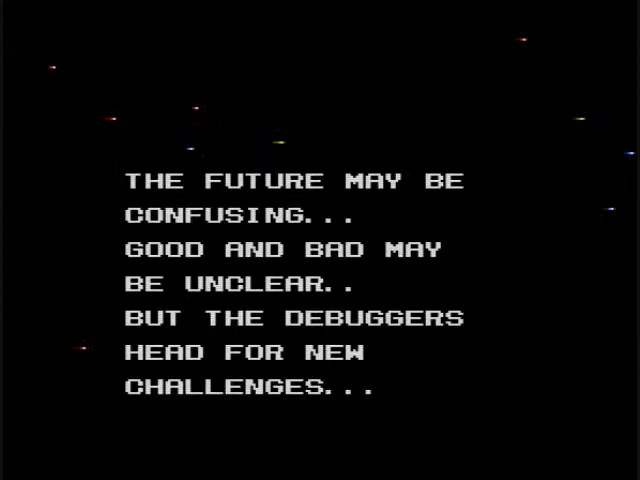 THE FUTURE MAY BE
CONFUSING...
GOOD AND BAD MAY
BE UNCLEAR..
BUT THE DEBUGGERS
HEAD FOR NEW
CHALLENGES...